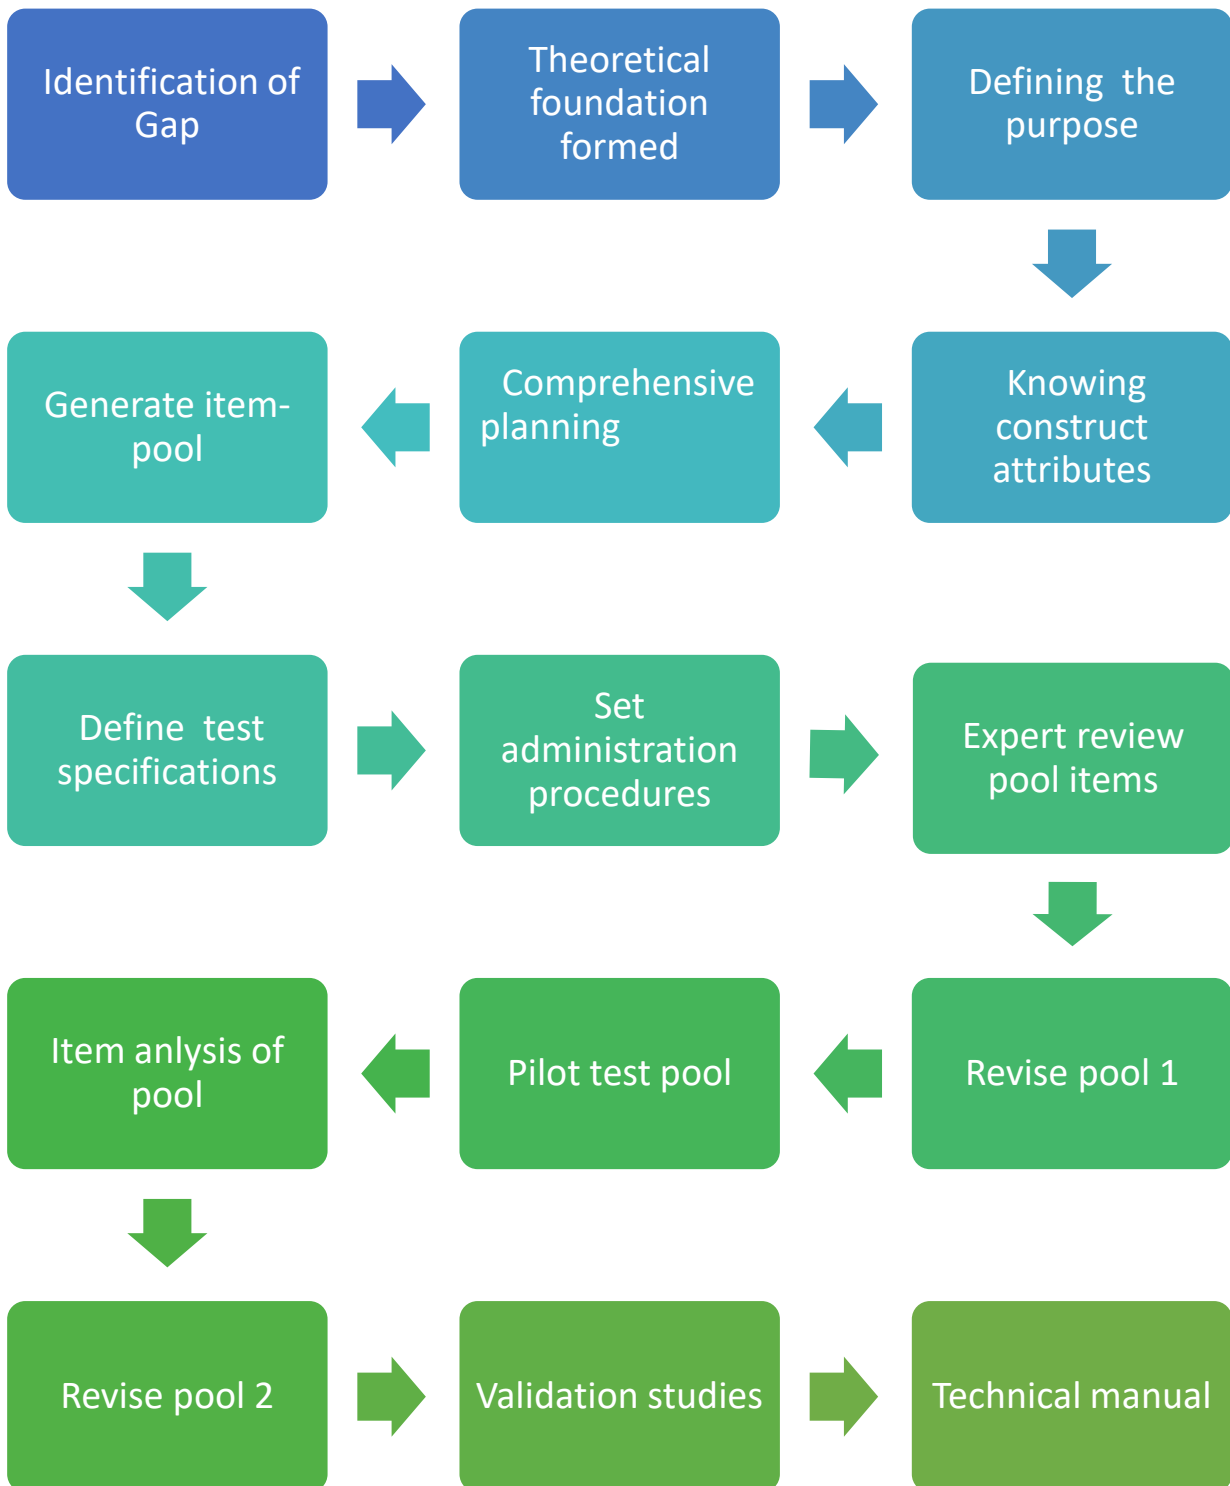 Identification of
Gap
Theoretical
foundation
formed
Defining the
purpose
Knowing
construct
attributes
Comprehensive
planning
Generate item-
pool
Define test
specifications
Set
administration
procedures
Expert review
pool items
Revise pool 1
Pilot test pool
Item anlysis of
pool
Revise pool 2
Validation studies
Technical manual